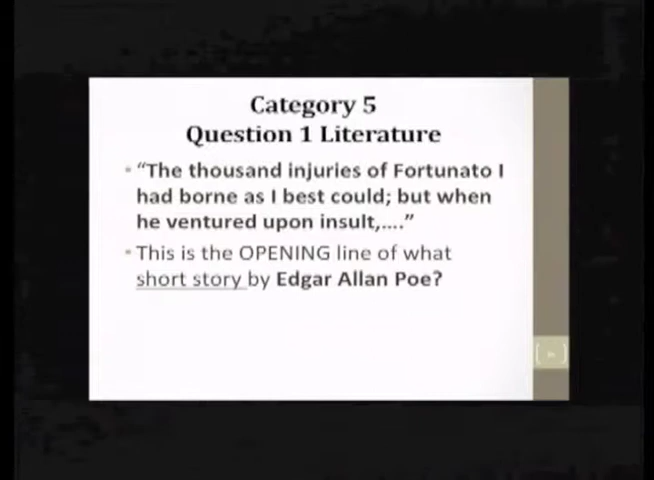 Category 5
Question 1 Literature
• “The thousand injuries of Fortunato I
had borne as I best could; but when
he ventured upon insult,....”
• This is the OPENING line of what
short story by Edgar Allan Poe?